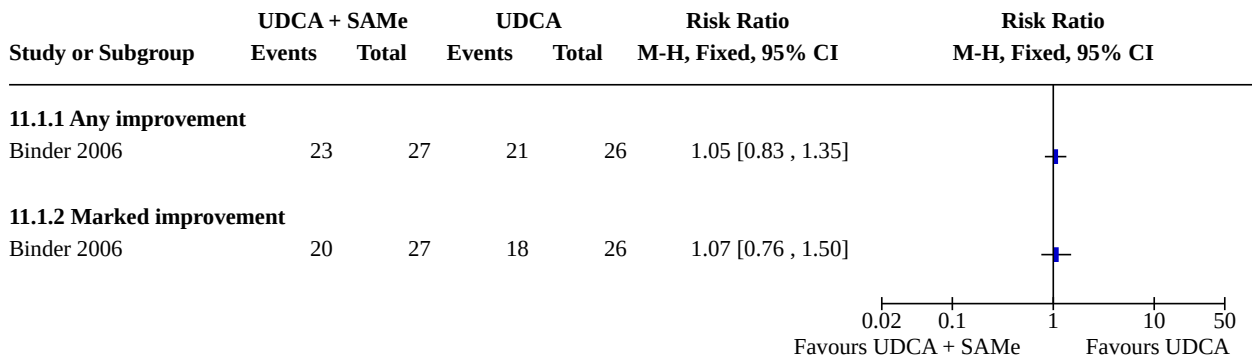 UDCA + SAMe UDCA Risk Ratio Risk Ratio
Study or Subgroup Events Total Events Total M-H, Fixed, 95% CI M-H, Fixed, 95% CI
11.1.1 Any improvement
Binder 2006 23 27 21 26 1.05 [0.83 , 1.35]
11.1.2 Marked improvement
Binder 2006 20 27 18 26 1.07 [0.76 , 1.50]
0.02 0.1 1 10 50
Favours UDCA + SAMe Favours UDCA